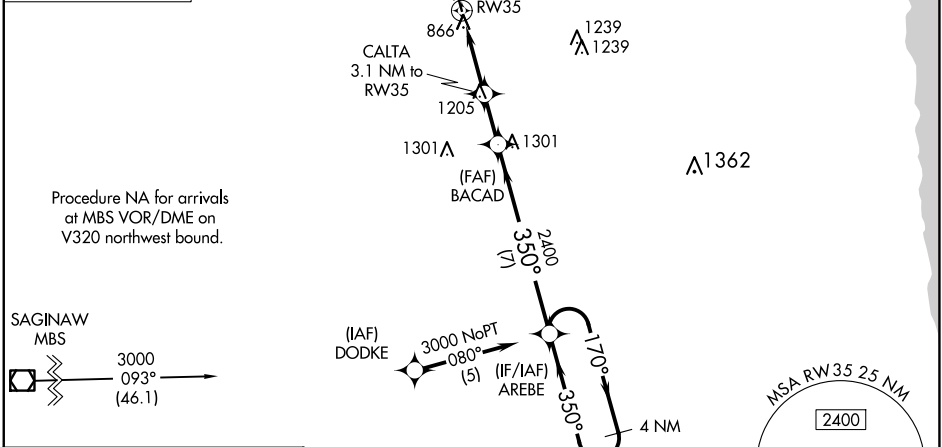 RW35
866
1239
1239
CALTA
3.1 NM to
RW35
1205
1301
1301
(FAF)
BACAD
1362
Procedure NA for arrivals
at MBS VOR/DME on
V320 northwest bound.
2400
350°
(7)
SAGINAW
MBS
3000
093°
(46.1)
(IAF)
DODKE
3000 NoPT
080°
(5)
(IF/IAF)
AREBE
170°
350°
4 NM
MSA RW35 25 NM
2400